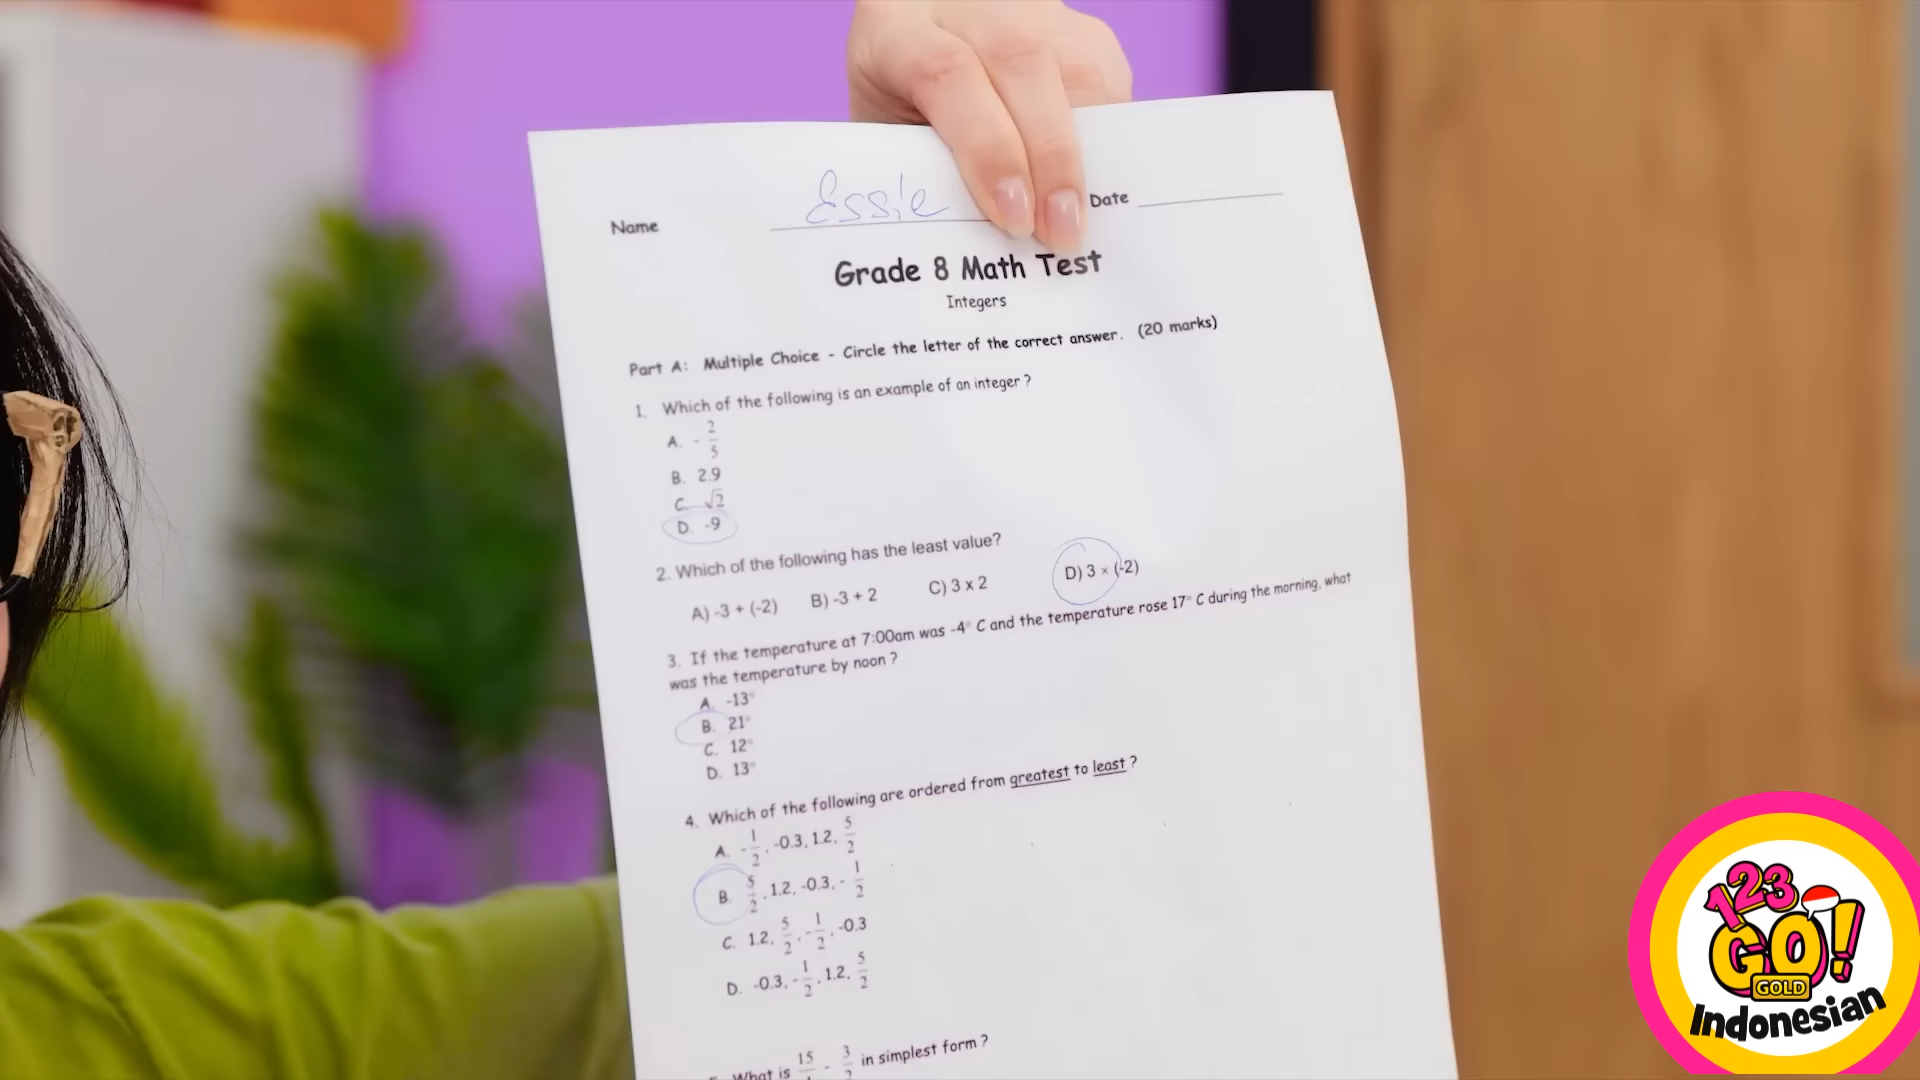 Name Essie Date
Grade 8 Math Test
Integers
Part A: Multiple Choice - Circle the letter of the correct answer. (20 marks)
1. Which of the following is an example of an integer ?
A. - 2/5
B. 2.9
C. √2
D. -9
2. Which of the following has the least value?
A) -3 + (-2) B) -3 + 2 C) 3 x 2 D) 3 × (-2)
3. If the temperature at 7:00am was -4° C and the temperature rose 17° C during the morning, what
was the temperature by noon ?
A. -13°
B. 21°
C. 12°
D. 13°
4. Which of the following are ordered from greatest to least ?
A. - 1/2, -0.3, 1.2, 5/2
B. 5/2, 1.2, -0.3, - 1/2
C. 1.2, 5/2, - 1/2, -0.3
D. -0.3, - 1/2, 1.2, 5/2
What is 15 - 3/2 in simplest form ?
123
GO!
GOLD
Indonesian